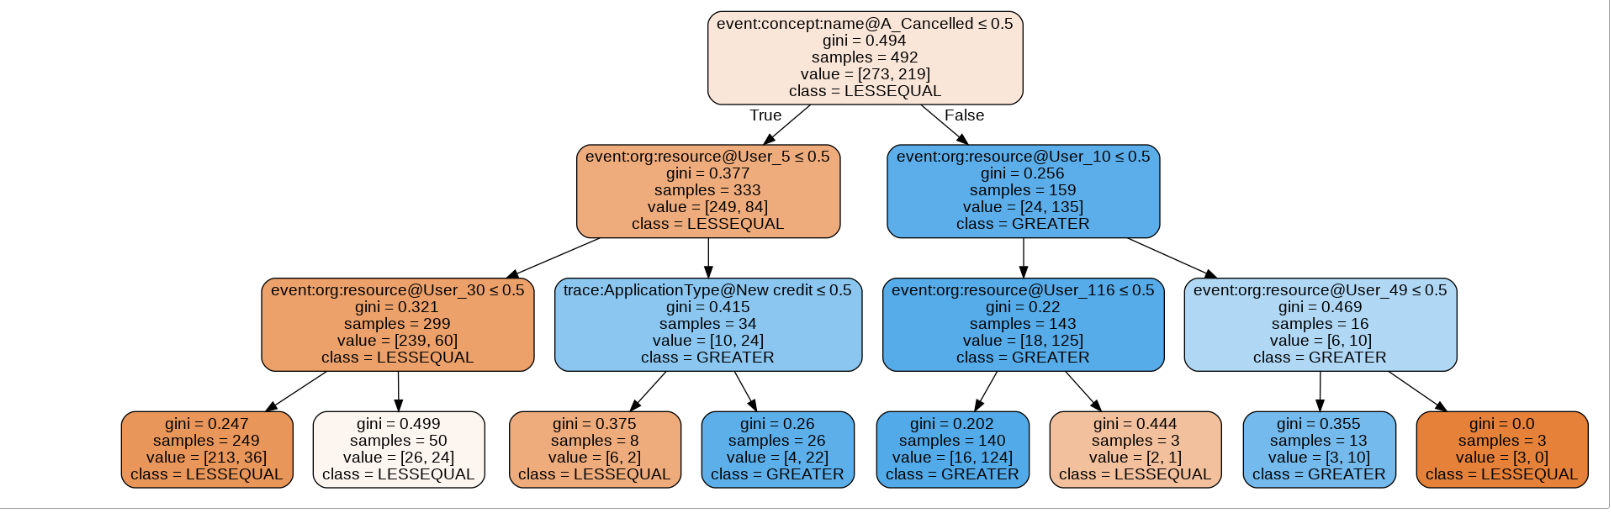 event:concept:name@A_Cancelled ≤ 0.5
gini = 0.494
samples = 492
value = [273, 219]
class = LESSEQUAL
True
False
event:org:resource@User_5 ≤ 0.5
gini = 0.377
samples = 333
value = [249, 84]
class = LESSEQUAL
event:org:resource@User_10 ≤ 0.5
gini = 0.256
samples = 159
value = [24, 135]
class = GREATER
event:org:resource@User_30 ≤ 0.5
gini = 0.321
samples = 299
value = [239, 60]
class = LESSEQUAL
trace:ApplicationType@New credit ≤ 0.5
gini = 0.415
samples = 34
value = [10, 24]
class = GREATER
event:org:resource@User_116 ≤ 0.5
gini = 0.22
samples = 143
value = [18, 125]
class = GREATER
event:org:resource@User_49 ≤ 0.5
gini = 0.469
samples = 16
value = [6, 10]
class = GREATER
gini = 0.247
samples = 249
value = [213, 36]
class = LESSEQUAL
gini = 0.499
samples = 50
value = [26, 24]
class = LESSEQUAL
gini = 0.375
samples = 8
value = [6, 2]
class = LESSEQUAL
gini = 0.26
samples = 26
value = [4, 22]
class = GREATER
gini = 0.202
samples = 140
value = [16, 124]
class = GREATER
gini = 0.444
samples = 3
value = [2, 1]
class = LESSEQUAL
gini = 0.355
samples = 13
value = [3, 10]
class = GREATER
gini = 0.0
samples = 3
value = [3, 0]
class = LESSEQUAL